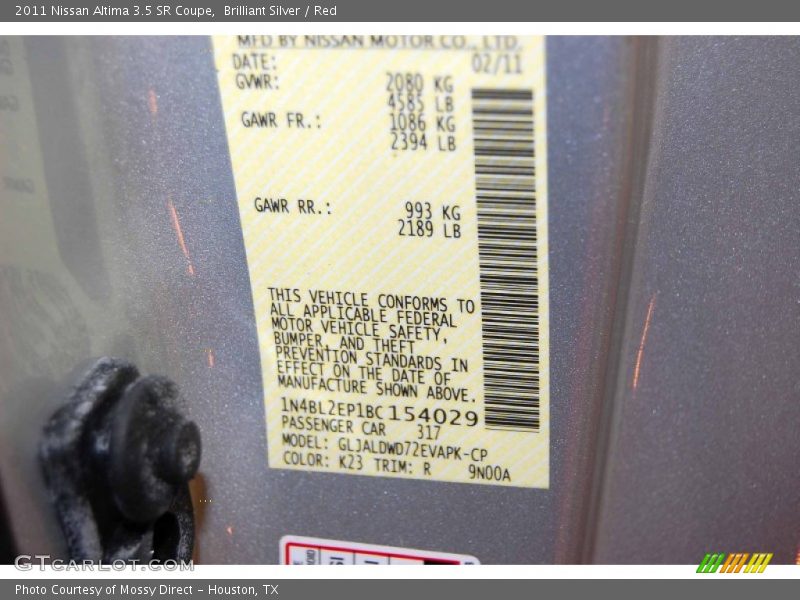 2011 Nissan Altima 3.5 SR Coupe,  Brilliant Silver / Red
MFD BY NISSAN MOTOR CO., LTD.
DATE: 02/11
GVWR: 2080 KG
4585 LB
GAWR FR.: 1086 KG
2394 LB
GAWR RR.: 993 KG
2189 LB
THIS VEHICLE CONFORMS TO
ALL APPLICABLE FEDERAL
MOTOR VEHICLE SAFETY,
BUMPER, AND THEFT
PREVENTION STANDARDS IN
EFFECT ON THE DATE OF
MANUFACTURE SHOWN ABOVE.
1N4BL2EP1BC154029
PASSENGER CAR 317
MODEL: GLJALDWD72EVAPK-CP
COLOR: K23 TRIM: R 9N00A
GTCarLot.com
Photo Courtesy of Mossy Direct – Houston, TX